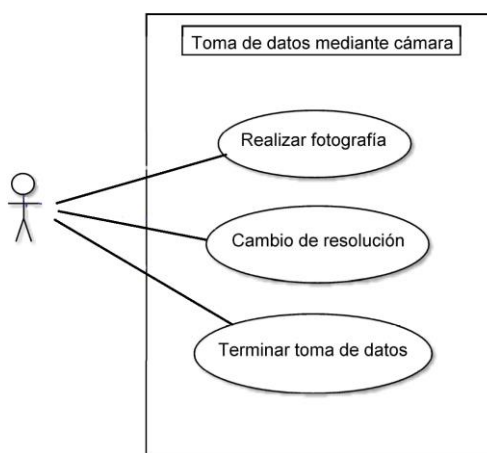 Toma de datos mediante cámara
Realizar fotografía
Cambio de resolución
Terminar toma de datos